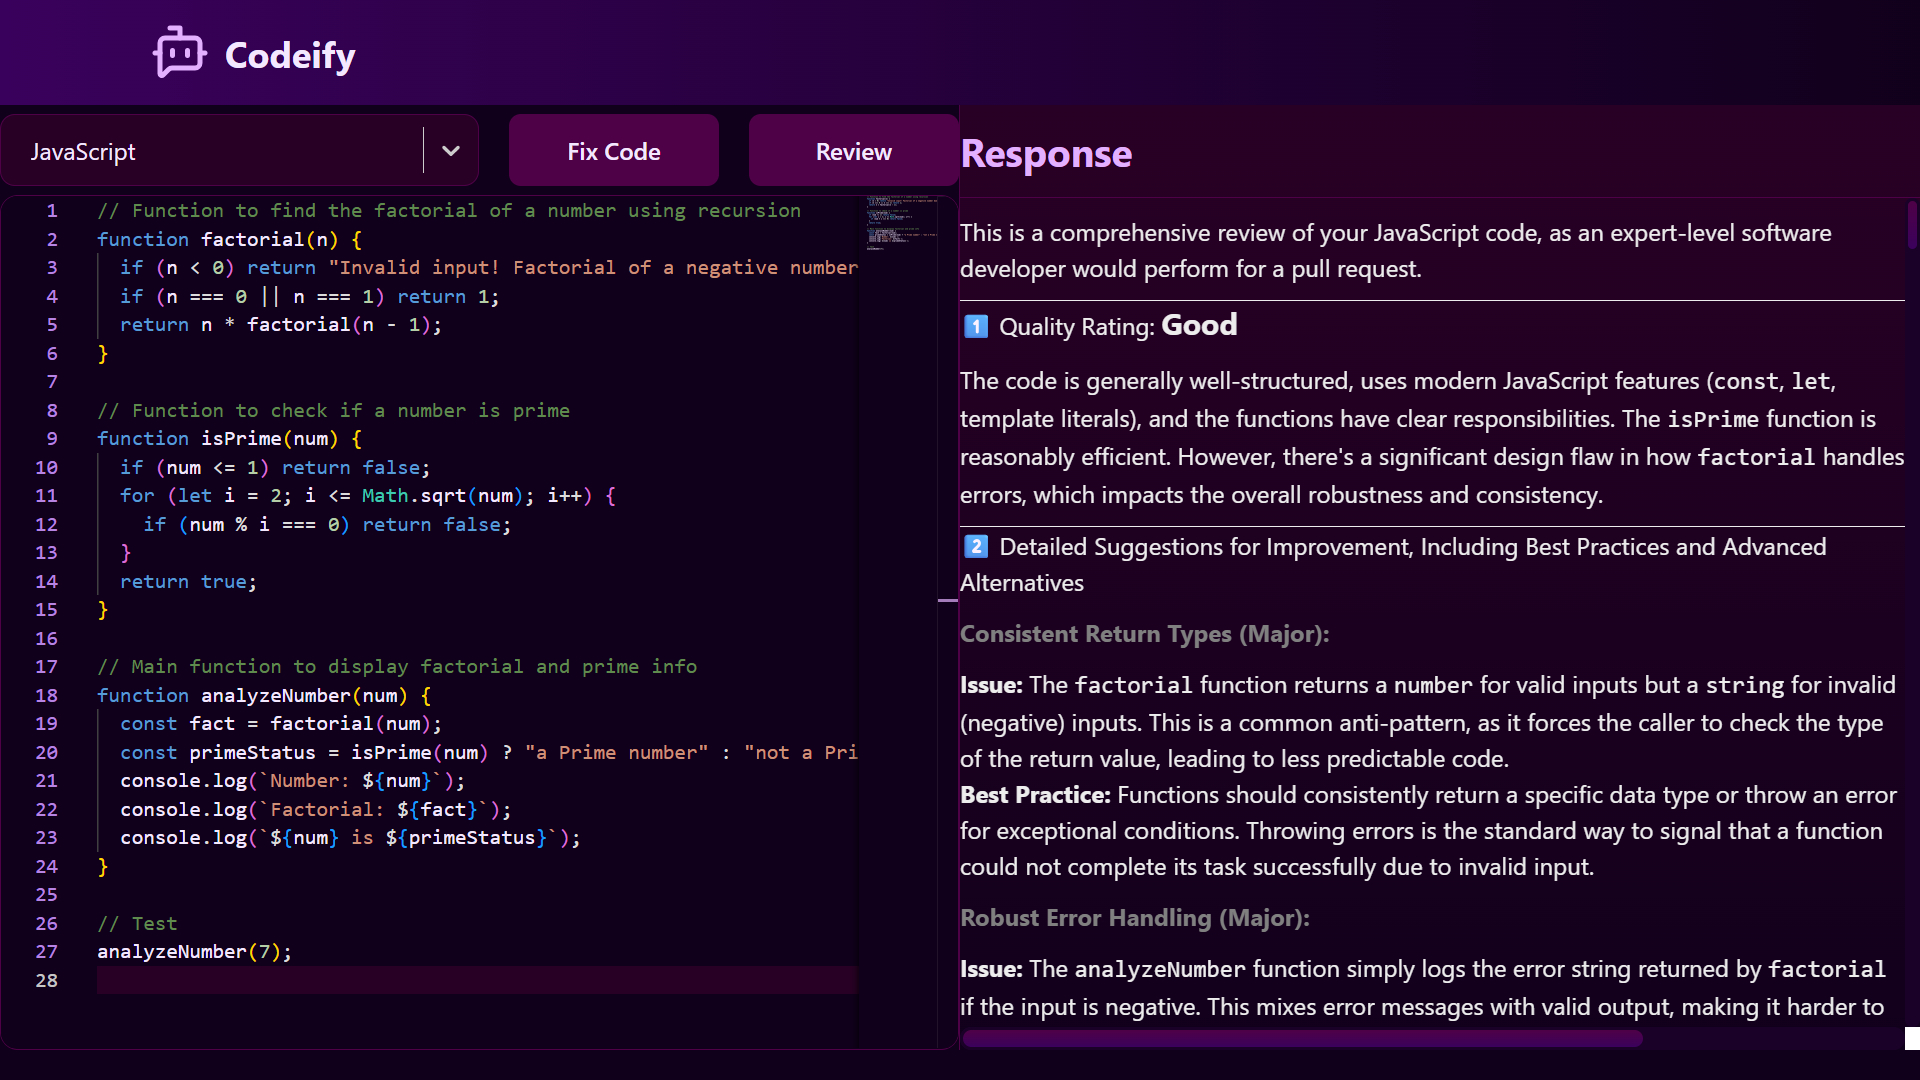 Codeify
JavaScript
Fix Code
Review
1 // Function to find the factorial of a number using recursion
2 function factorial(n) {
3 if (n < 0) return "Invalid input! Factorial of a negative number
4 if (n === 0 || n === 1) return 1;
5 return n * factorial(n - 1);
6 }
7
8 // Function to check if a number is prime
9 function isPrime(num) {
10 if (num <= 1) return false;
11 for (let i = 2; i <= Math.sqrt(num); i++) {
12 if (num % i === 0) return false;
13 }
14 return true;
15 }
16
17 // Main function to display factorial and prime info
18 function analyzeNumber(num) {
19 const fact = factorial(num);
20 const primeStatus = isPrime(num) ? "a Prime number" : "not a Pri
21 console.log(`Number: ${num}`);
22 console.log(`Factorial: ${fact}`);
23 console.log(`${num} is ${primeStatus}`);
24 }
25
26 // Test
27 analyzeNumber(7);
28
Response
This is a comprehensive review of your JavaScript code, as an expert-level software
developer would perform for a pull request.
1 Quality Rating: Good
The code is generally well-structured, uses modern JavaScript features (const, let,
template literals), and the functions have clear responsibilities. The isPrime function is
reasonably efficient. However, there's a significant design flaw in how factorial handles
errors, which impacts the overall robustness and consistency.
2 Detailed Suggestions for Improvement, Including Best Practices and Advanced
Alternatives
Consistent Return Types (Major):
Issue: The factorial function returns a number for valid inputs but a string for invalid
(negative) inputs. This is a common anti-pattern, as it forces the caller to check the type
of the return value, leading to less predictable code.
Best Practice: Functions should consistently return a specific data type or throw an error
for exceptional conditions. Throwing errors is the standard way to signal that a function
could not complete its task successfully due to invalid input.
Robust Error Handling (Major):
Issue: The analyzeNumber function simply logs the error string returned by factorial
if the input is negative. This mixes error messages with valid output, making it harder to